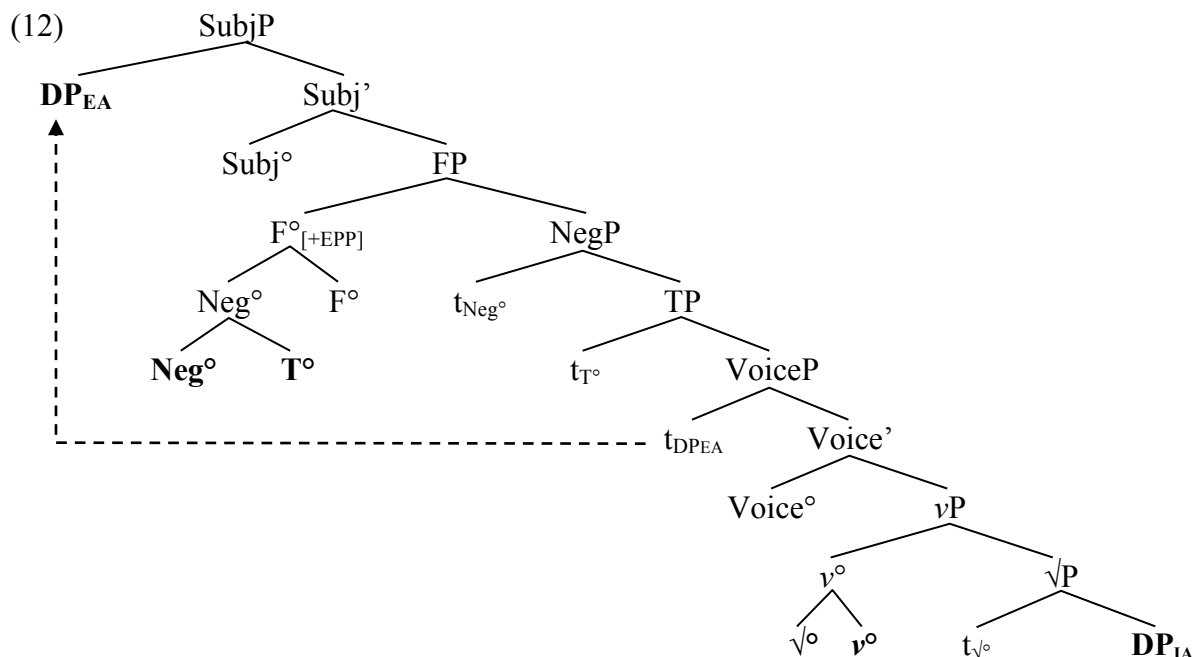 (12) SubjP
DP_EA Subj’
Subj° FP
F°[+EPP] NegP
Neg° F° t_Neg° TP
Neg° T° t_T° VoiceP
t_DPEA Voice’
Voice° vP
v° √P
√° v° t_√° DP_IA